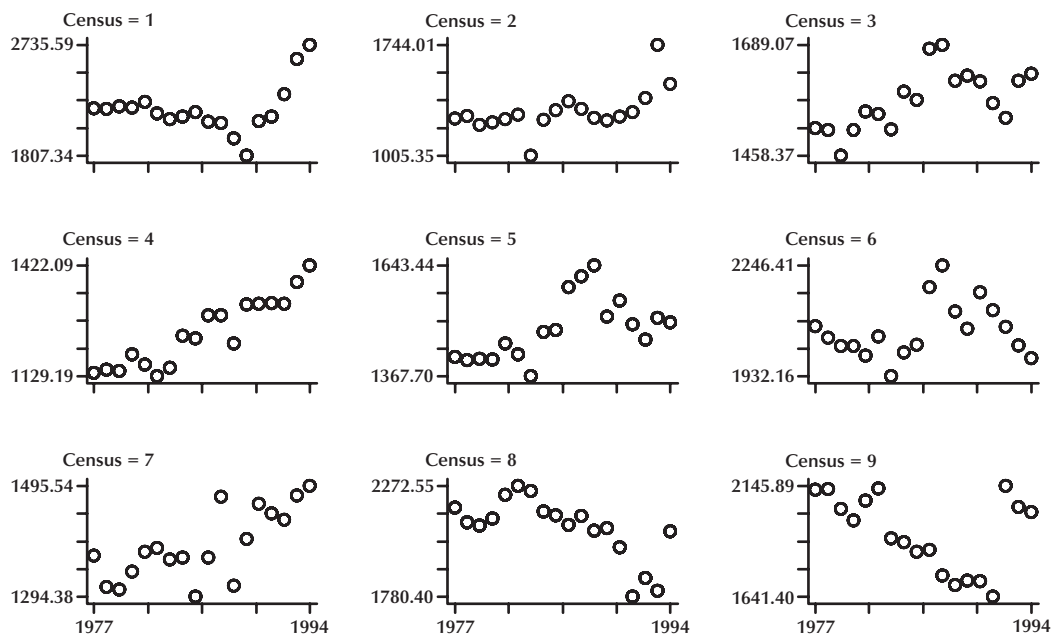 Census = 1
2735.59
1807.34
Census = 2
1744.01
1005.35
Census = 3
1689.07
1458.37
Census = 4
1422.09
1129.19
Census = 5
1643.44
1367.70
Census = 6
2246.41
1932.16
Census = 7
1495.54
1294.38
1977 1994
Census = 8
2272.55
1780.40
1977 1994
Census = 9
2145.89
1641.40
1977 1994